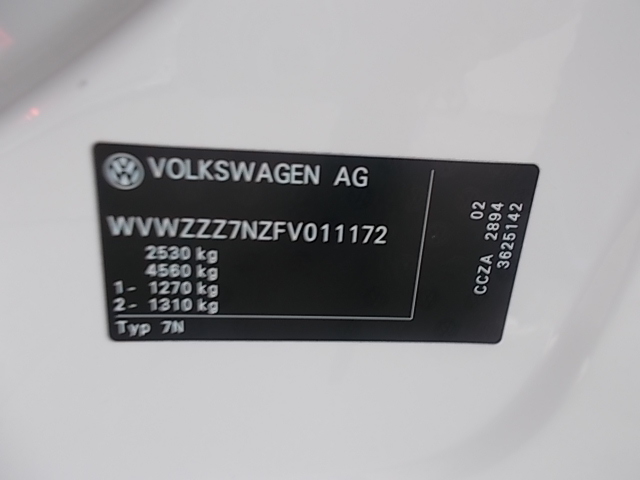 VOLKSWAGEN AG
WVWZZZ7NZFV011172
2530 kg
4560 kg
1- 1270 kg
2- 1310 kg
Typ 7N
02
CCZA 2894
3625142